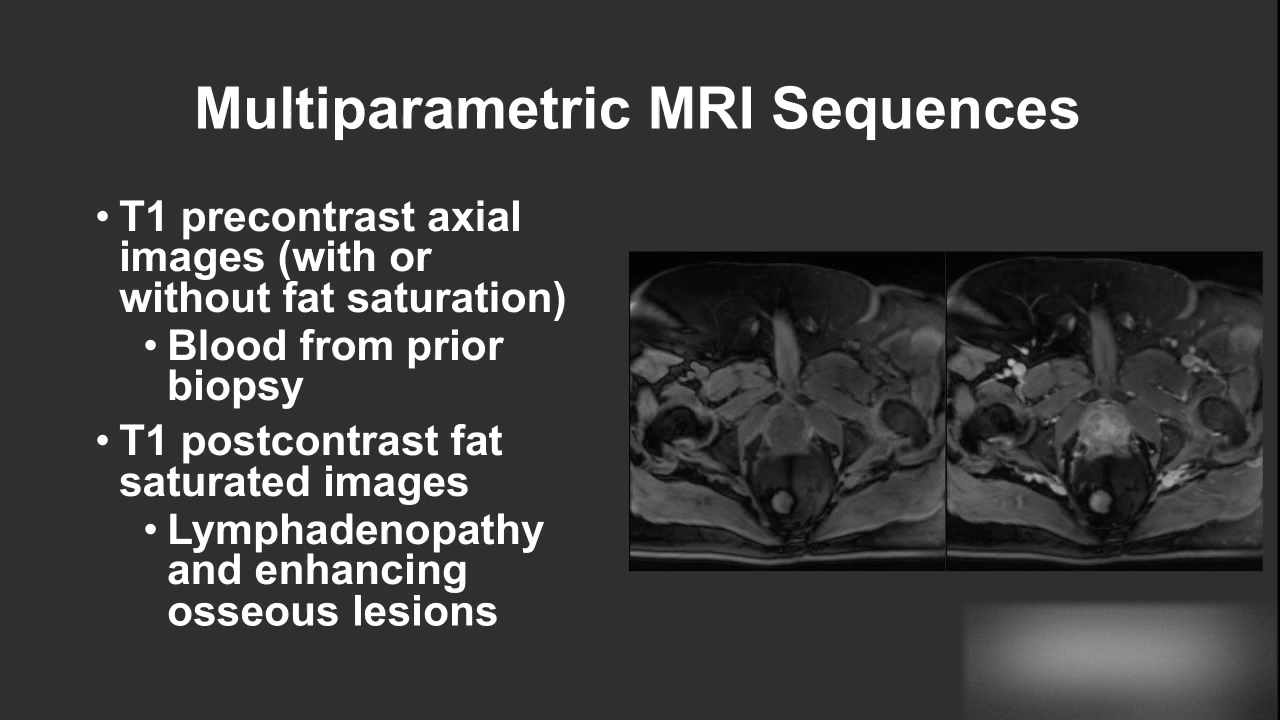 Multiparametric MRI Sequences
• T1 precontrast axial
images (with or
without fat saturation)
• Blood from prior
biopsy
• T1 postcontrast fat
saturated images
• Lymphadenopathy
and enhancing
osseous lesions